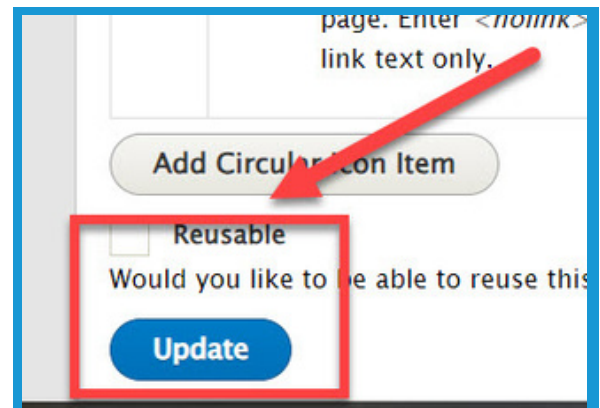 page. Enter <nolink>
link text only.
Add Circular Icon Item
Reusable
Would you like to be able to reuse this
Update